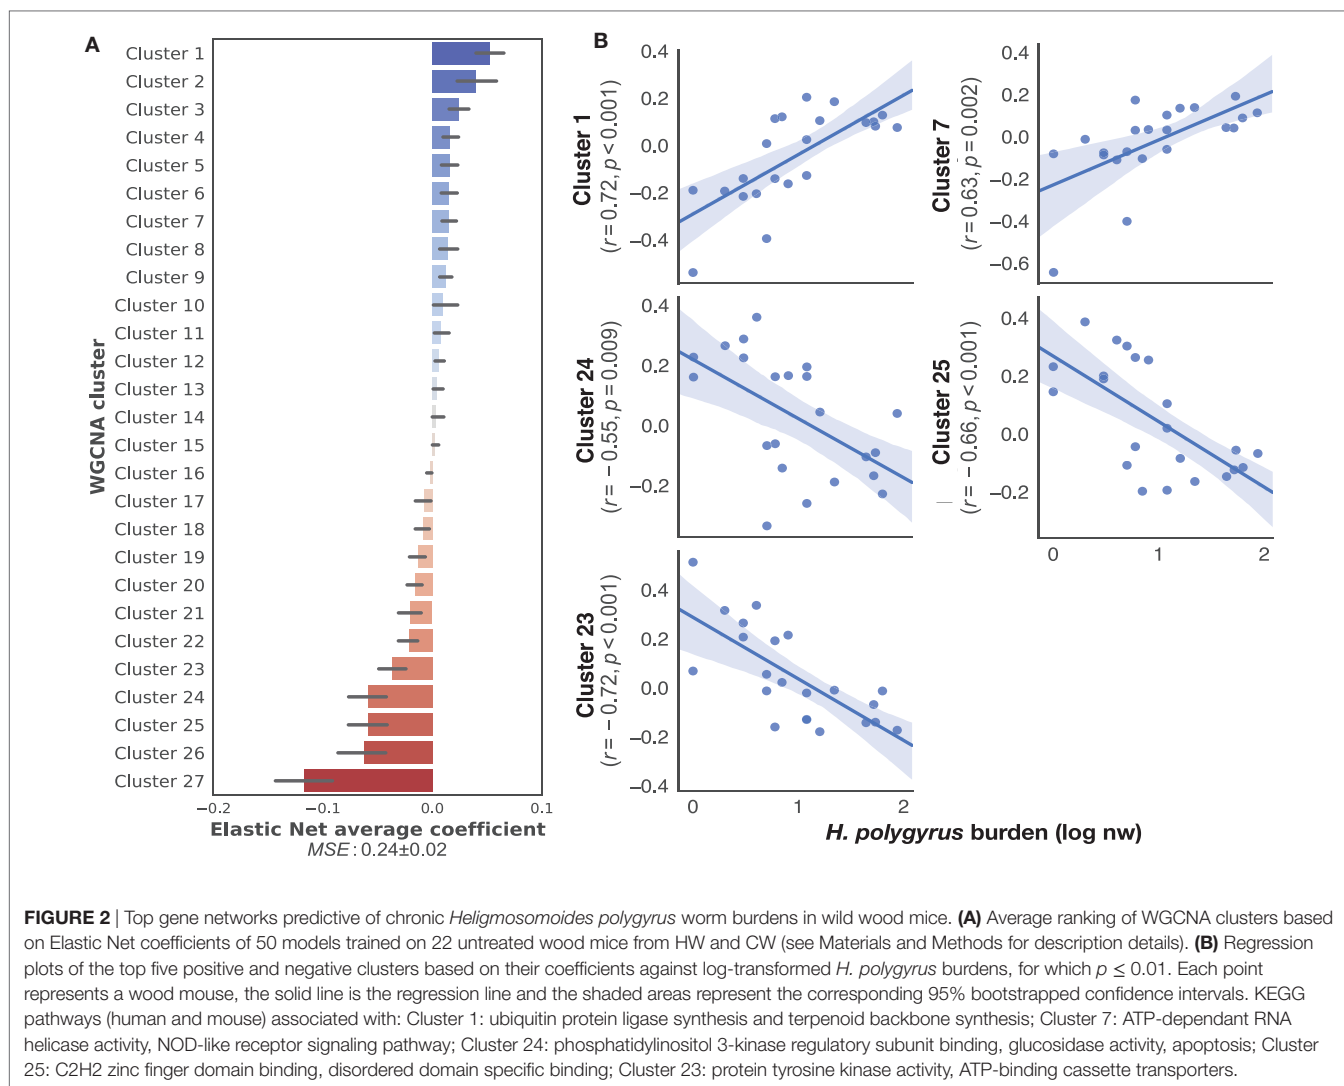 A
Cluster 1
Cluster 2
Cluster 3
Cluster 4
Cluster 5
Cluster 6
Cluster 7
Cluster 8
Cluster 9
Cluster 10
Cluster 11
Cluster 12
Cluster 13
Cluster 14
Cluster 15
Cluster 16
Cluster 17
Cluster 18
Cluster 19
Cluster 20
Cluster 21
Cluster 22
Cluster 23
Cluster 24
Cluster 25
Cluster 26
Cluster 27
WGCNA cluster
−0.2 −0.1 0.0 0.1
Elastic Net average coefficient
MSE: 0.24±0.02
B
Cluster 1
(r = 0.72, p < 0.001)
0.4
0.2
0.0
−0.2
−0.4
Cluster 7
(r = 0.63, p = 0.002)
0.4
0.2
0.0
−0.2
−0.4
−0.6
Cluster 24
(r = −0.55, p = 0.009)
0.4
0.2
0.0
−0.2
Cluster 25
(r = −0.66, p < 0.001)
0.4
0.2
0.0
−0.2
0 1 2
Cluster 23
(r = −0.72, p < 0.001)
0.4
0.2
0.0
−0.2
−0.4
0 1 2
H. polygyrus burden (log nw)
FIGURE 2 | Top gene networks predictive of chronic Heligmosomoides polygyrus worm burdens in wild wood mice. (A) Average ranking of WGCNA clusters based
on Elastic Net coefficients of 50 models trained on 22 untreated wood mice from HW and CW (see Materials and Methods for description details). (B) Regression
plots of the top five positive and negative clusters based on their coefficients against log-transformed H. polygyrus burdens, for which p ≤ 0.01. Each point
represents a wood mouse, the solid line is the regression line and the shaded areas represent the corresponding 95% bootstrapped confidence intervals. KEGG
pathways (human and mouse) associated with: Cluster 1: ubiquitin protein ligase synthesis and terpenoid backbone synthesis; Cluster 7: ATP-dependant RNA
helicase activity, NOD-like receptor signaling pathway; Cluster 24: phosphatidylinositol 3-kinase regulatory subunit binding, glucosidase activity, apoptosis; Cluster
25: C2H2 zinc finger domain binding, disordered domain specific binding; Cluster 23: protein tyrosine kinase activity, ATP-binding cassette transporters.